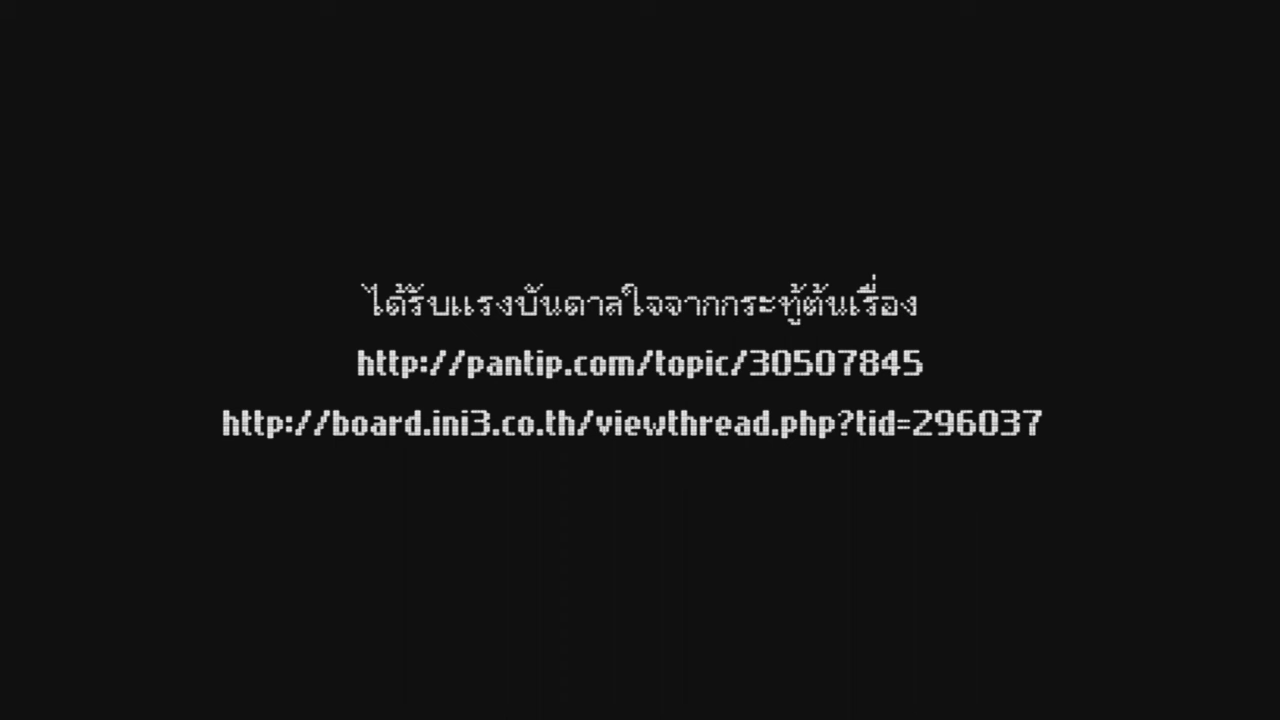 ได้รับแรงบันดาลใจจากกระทู้ต้นเรื่อง
http://pantip.com/topic/30507845
http://board.ini3.co.th/viewthread.php?tid=296037